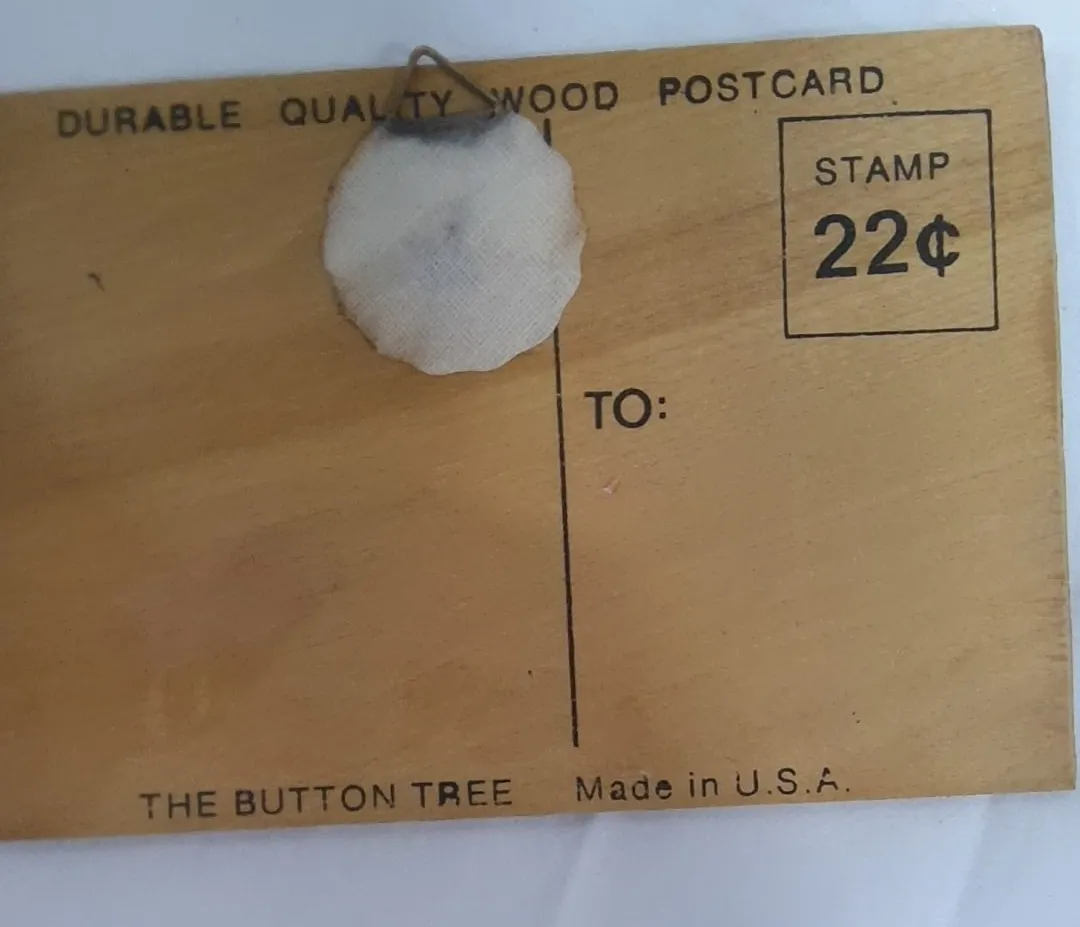 DURABLE QUALITY WOOD POSTCARD
STAMP
22¢
TO:
THE BUTTON TREE Made in U.S.A.